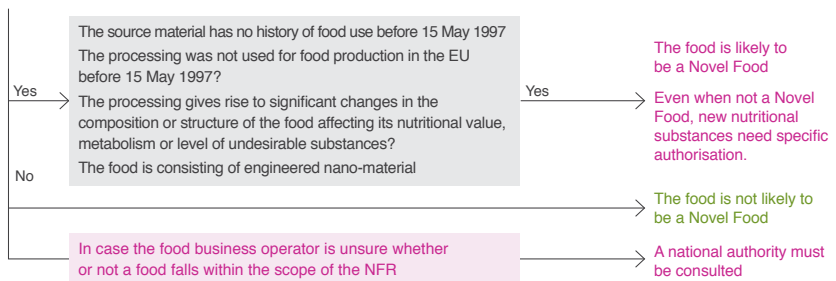 The source material has no history of food use before 15 May 1997
The processing was not used for food production in the EU
before 15 May 1997?
The processing gives rise to significant changes in the
composition or structure of the food affecting its nutritional value,
metabolism or level of undesirable substances?
The food is consisting of engineered nano-material
Yes
Yes
The food is likely to
be a Novel Food
Even when not a Novel
Food, new nutritional
substances need specific
authorisation.
No
The food is not likely to
be a Novel Food
In case the food business operator is unsure whether
or not a food falls within the scope of the NFR
A national authority must
be consulted